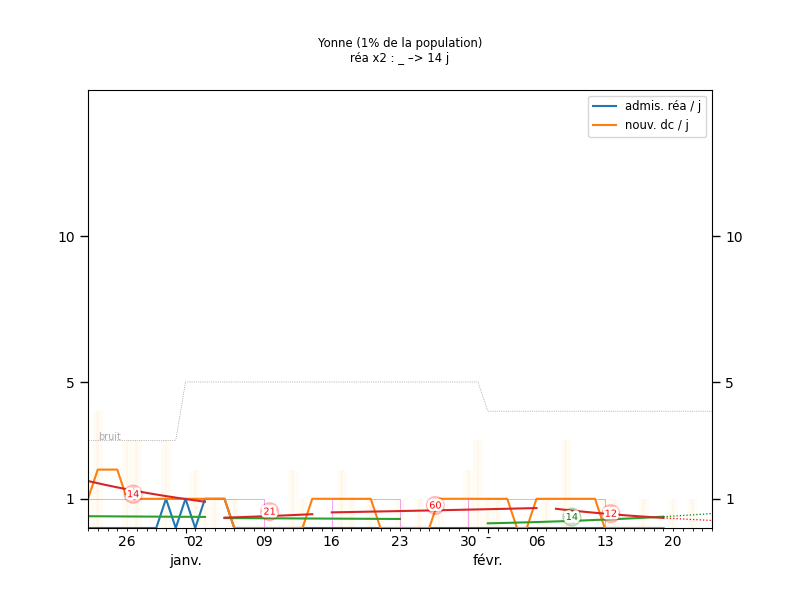 Yonne (1% de la population)
réa x2 : _ –> 14 j
admis. réa / j
nouv. dc / j
10
10
5
5
bruit
14
60
21
14
12
1
1
26
02
09
16
23
30
06
13
20
janv.
févr.